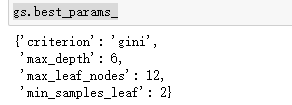 gs.best_params_
{'criterion': 'gini',
'max_depth': 6,
'max_leaf_nodes': 12,
'min_samples_leaf': 2}